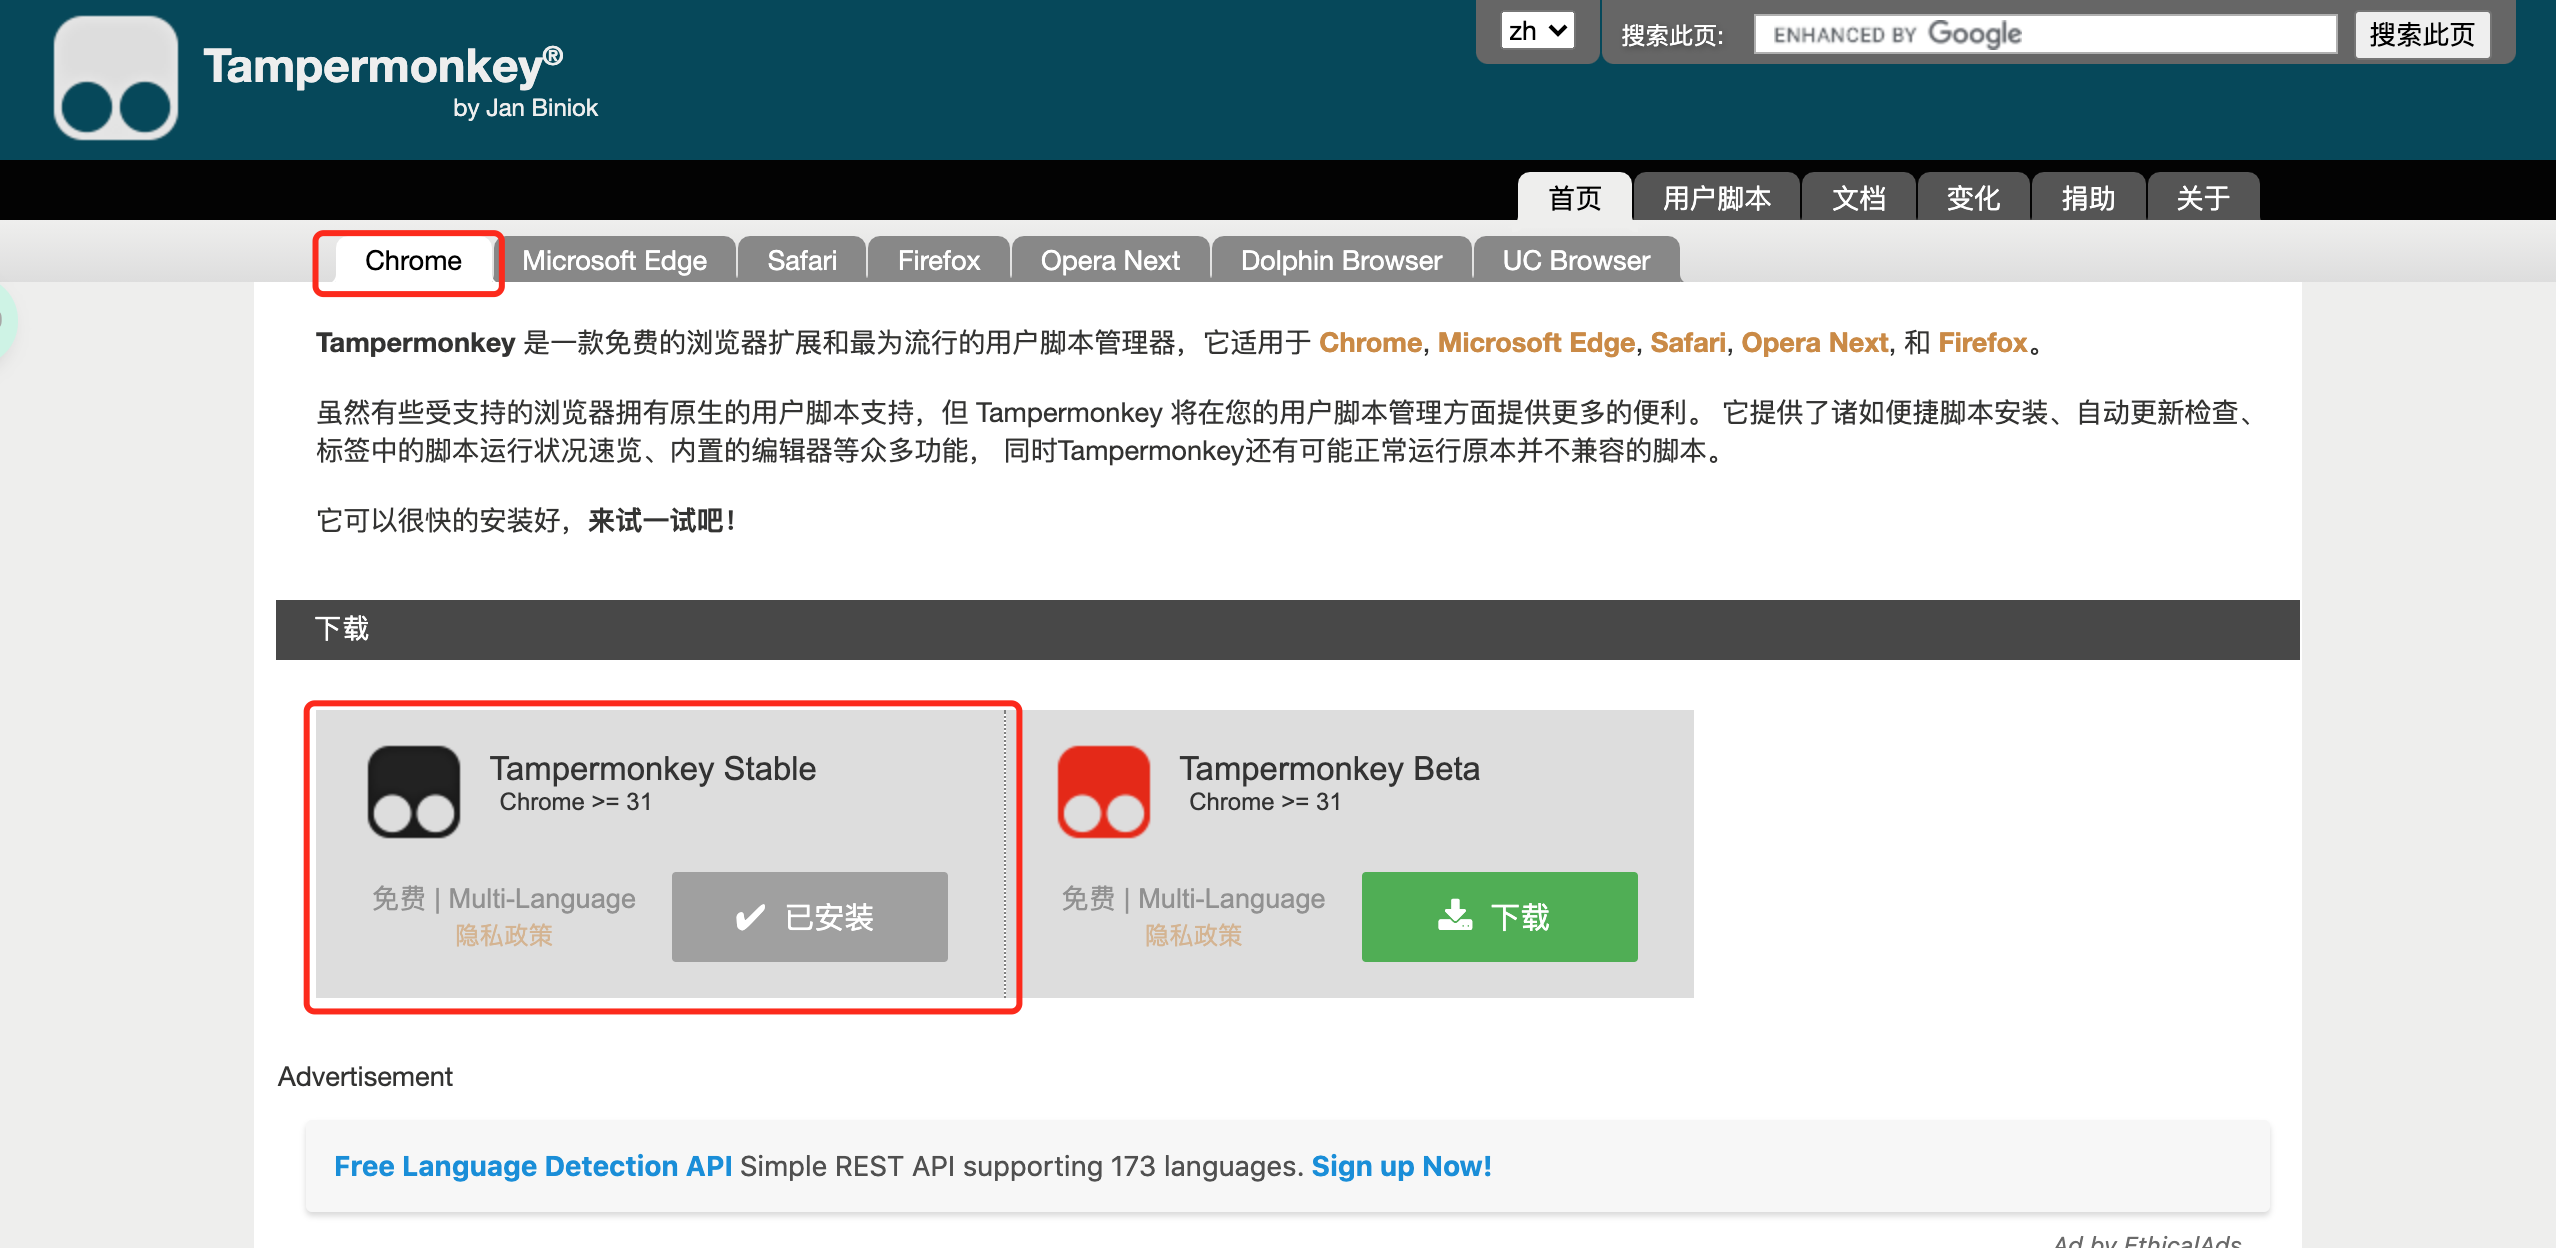 Tampermonkey®
by Jan Biniok
zh
搜索此页:
ENHANCED BY Google
搜索此页
首页
用户脚本
文档
变化
捐助
关于
Chrome
Microsoft Edge
Safari
Firefox
Opera Next
Dolphin Browser
UC Browser
Tampermonkey 是一款免费的浏览器扩展和最为流行的用户脚本管理器，它适用于 Chrome, Microsoft Edge, Safari, Opera Next, 和 Firefox。
虽然有些受支持的浏览器拥有原生的用户脚本支持，但 Tampermonkey 将在您的用户脚本管理方面提供更多的便利。 它提供了诸如便捷脚本安装、自动更新检查、
标签中的脚本运行状况速览、内置的编辑器等众多功能， 同时Tampermonkey还有可能正常运行原本并不兼容的脚本。
它可以很快的安装好，来试一试吧！
下载
Tampermonkey Stable
Chrome >= 31
免费 | Multi-Language
隐私政策
已安装
Tampermonkey Beta
Chrome >= 31
免费 | Multi-Language
隐私政策
下载
Advertisement
Free Language Detection API Simple REST API supporting 173 languages. Sign up Now!
Ad by EthicalAds